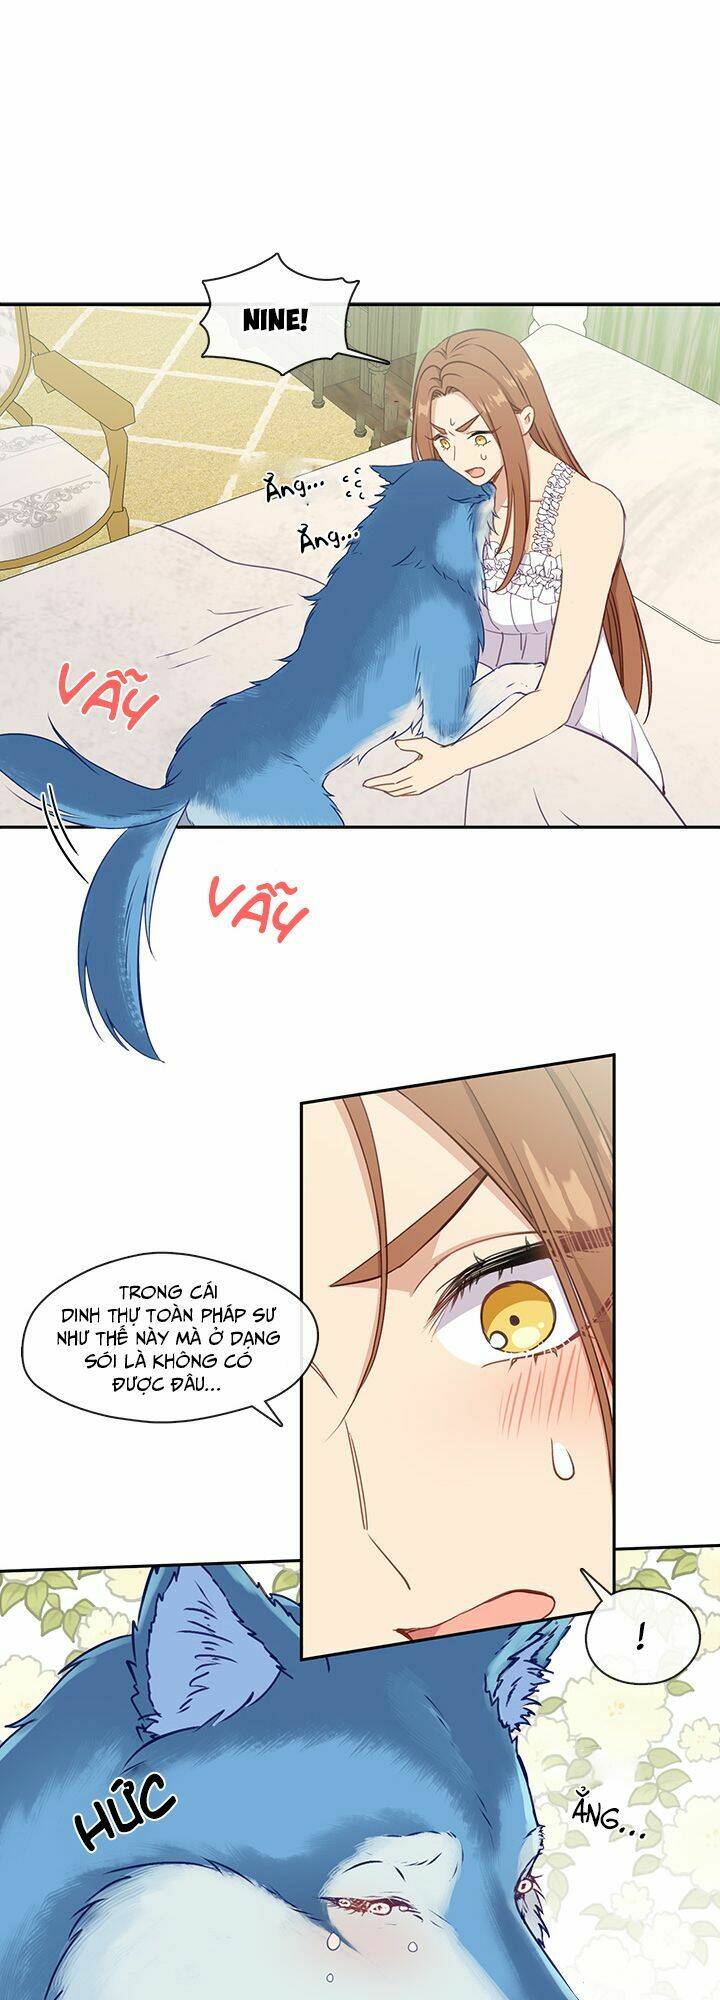 NINE!
Ẳng...
Ẳng...
VẪY
VẪY
TRONG CÁI
DINH THỰ TOÀN PHÁP SƯ
NHƯ THẾ NÀY MÀ Ở DẠNG
SÓI LÀ KHÔNG CÓ
ĐƯỢC ĐÂU...
!
HỨC
ẲNG...